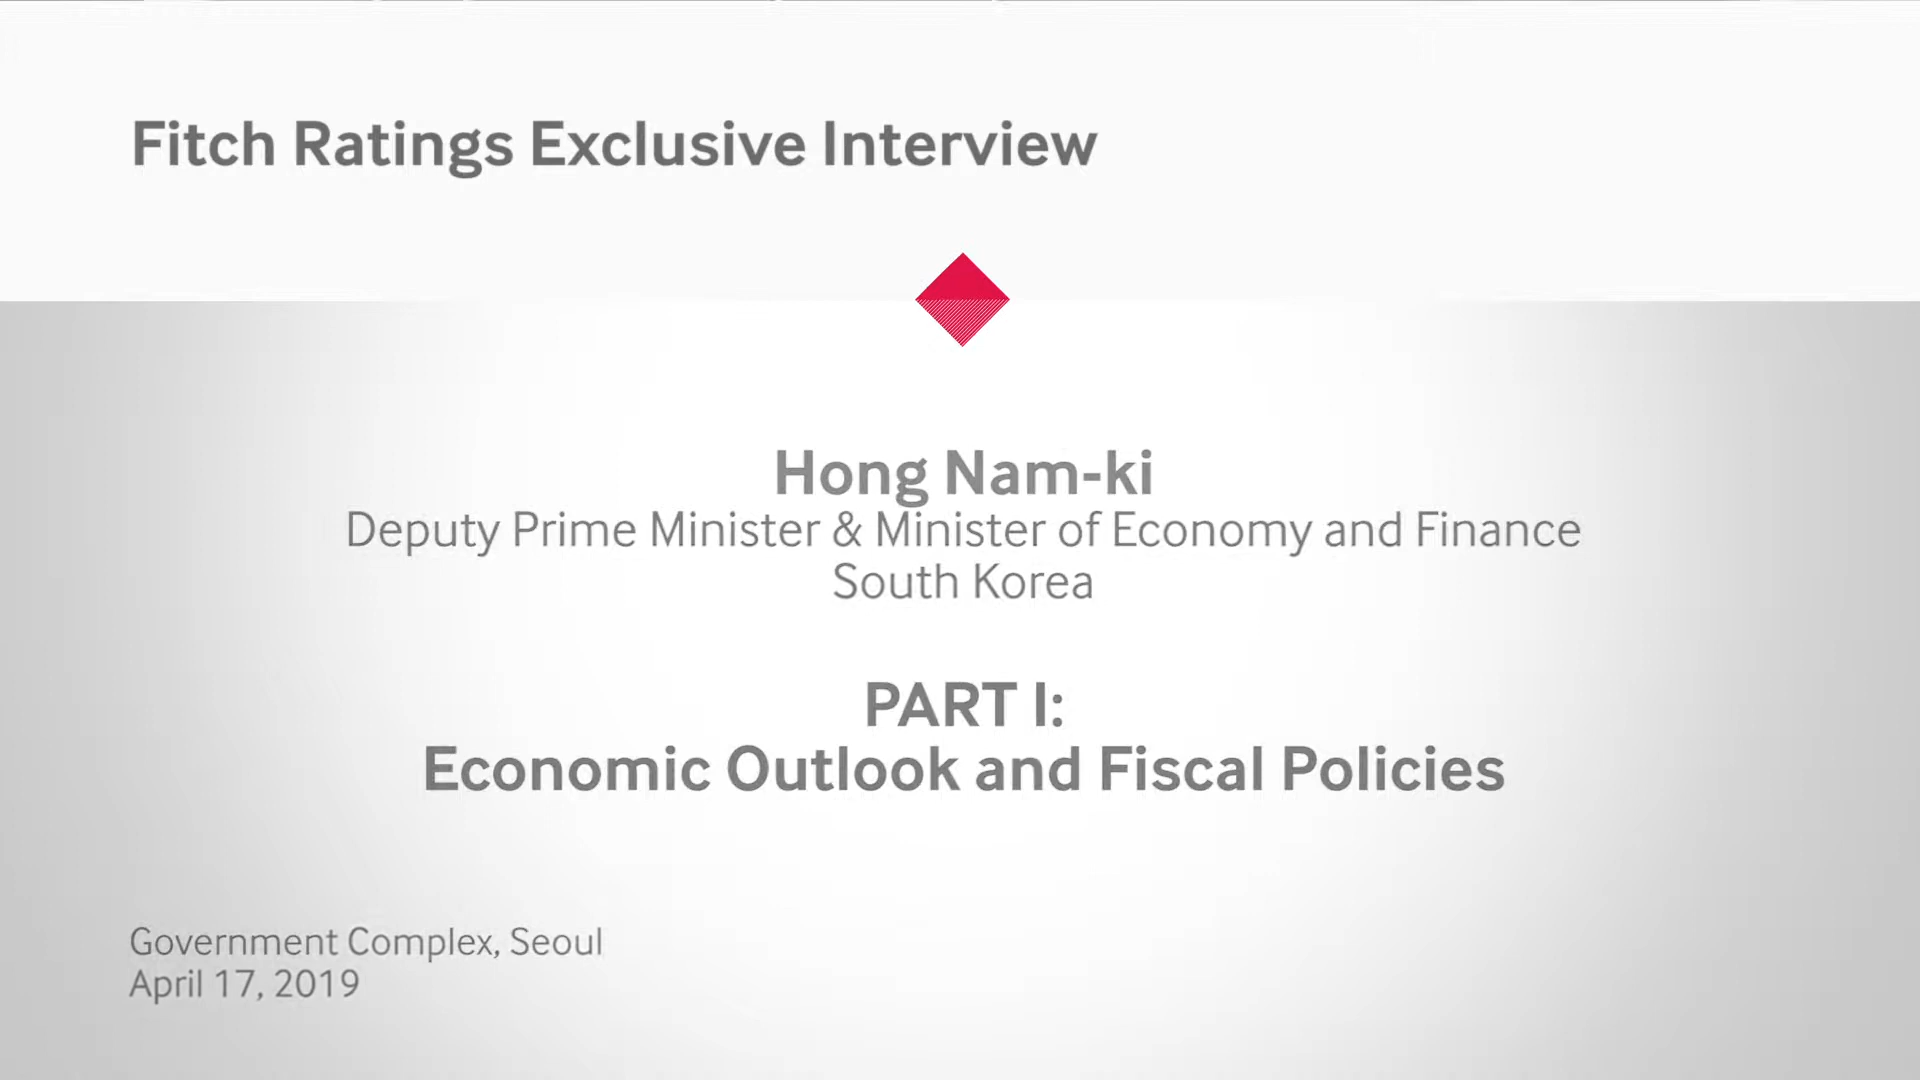 Fitch Ratings Exclusive Interview
Hong Nam-ki
Deputy Prime Minister & Minister of Economy and Finance
South Korea
PART I:
Economic Outlook and Fiscal Policies
Government Complex, Seoul
April 17, 2019